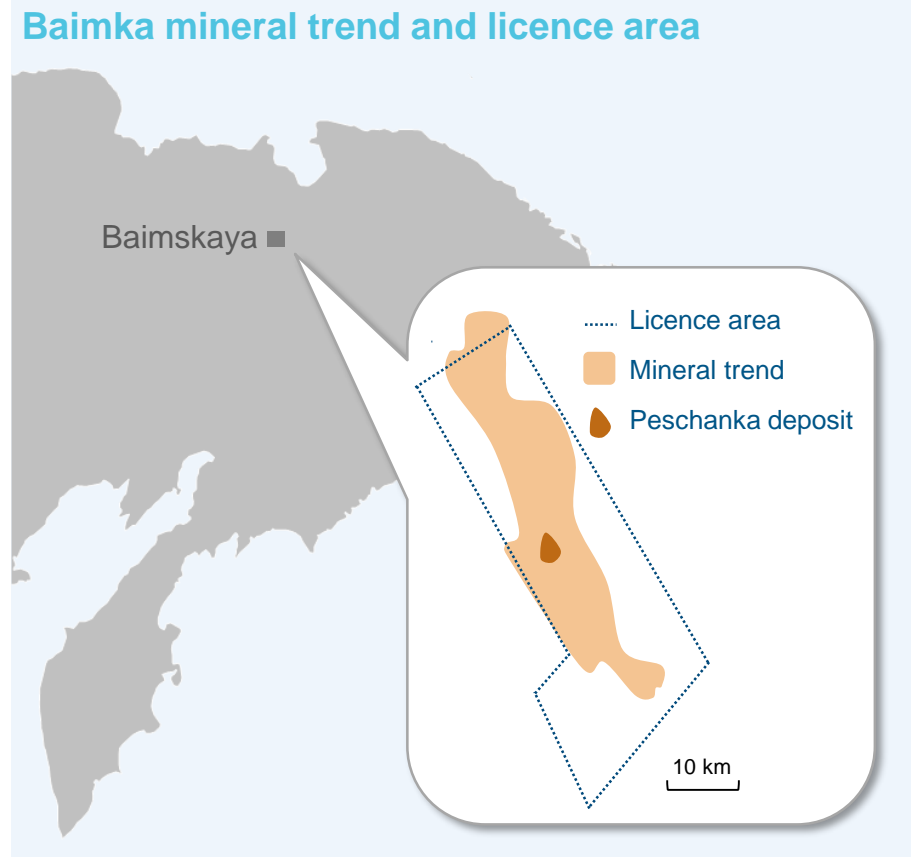 Baimka mineral trend and licence area
Baimskaya
Licence area
Mineral trend
Peschanka deposit
10 km